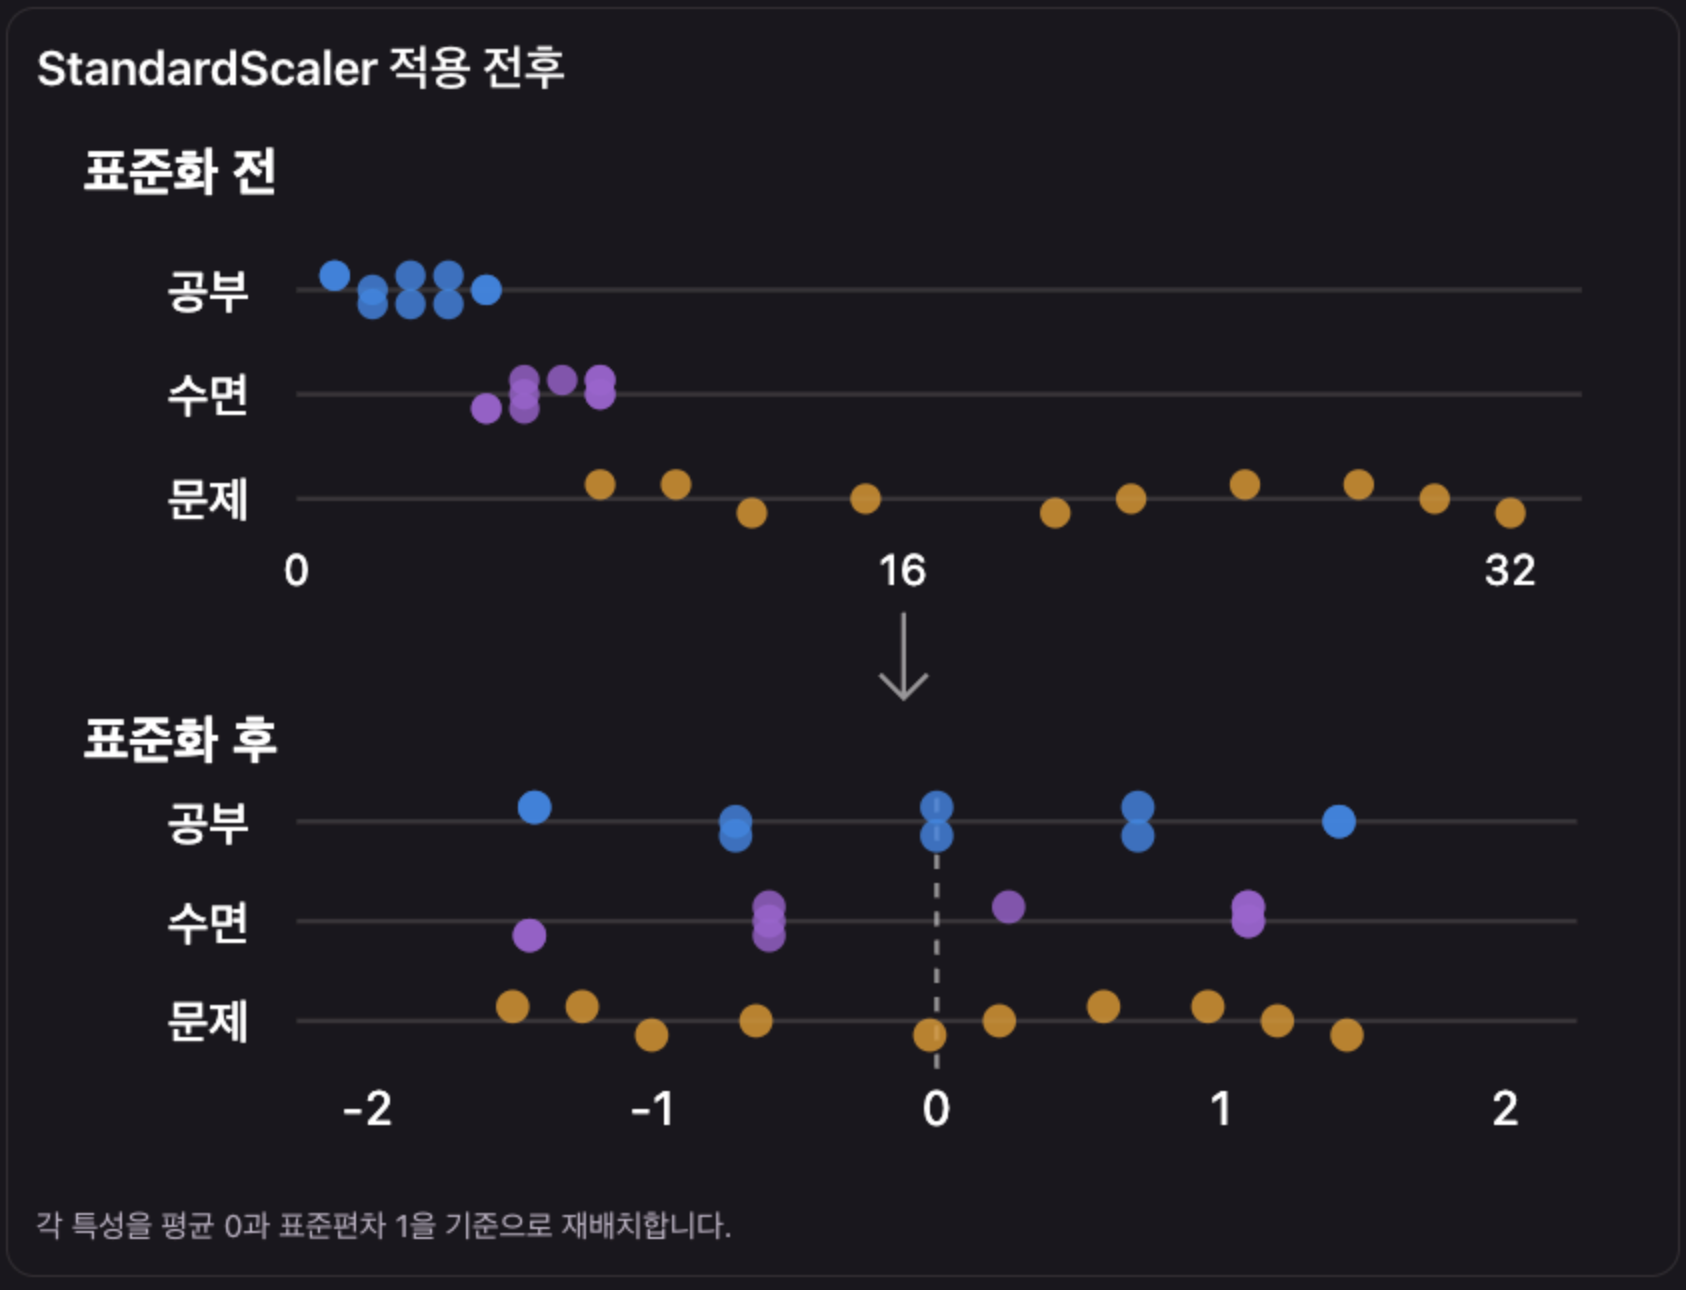 StandardScaler 적용 전후
표준화 전
공부
수면
문제
0 16 32
표준화 후
공부
수면
문제
-2 -1 0 1 2
각 특성을 평균 0과 표준편차 1을 기준으로 재배치합니다.